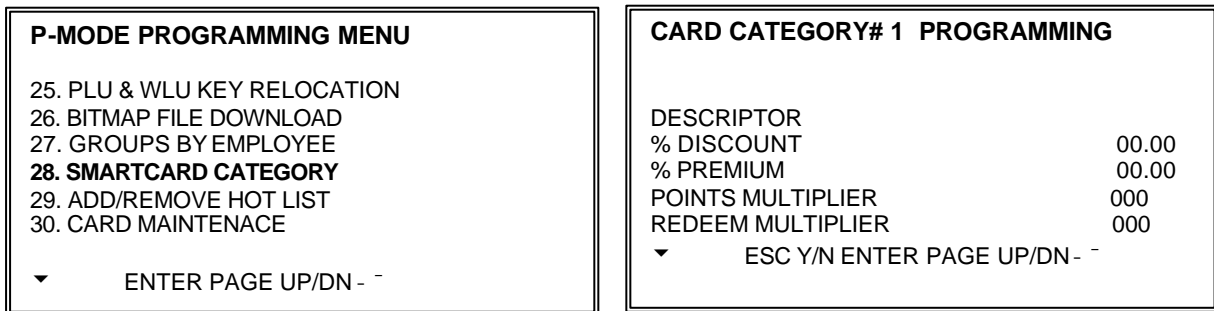 P-MODE PROGRAMMING MENU
25. PLU & WLU KEY RELOCATION
26. BITMAP FILE DOWNLOAD
27. GROUPS BY EMPLOYEE
28. SMARTCARD CATEGORY
29. ADD/REMOVE HOT LIST
30. CARD MAINTENACE
ENTER PAGE UP/DN - ¯
CARD CATEGORY# 1 PROGRAMMING
DESCRIPTOR
% DISCOUNT 00.00
% PREMIUM 00.00
POINTS MULTIPLIER 000
REDEEM MULTIPLIER 000
ESC Y/N ENTER PAGE UP/DN - ¯